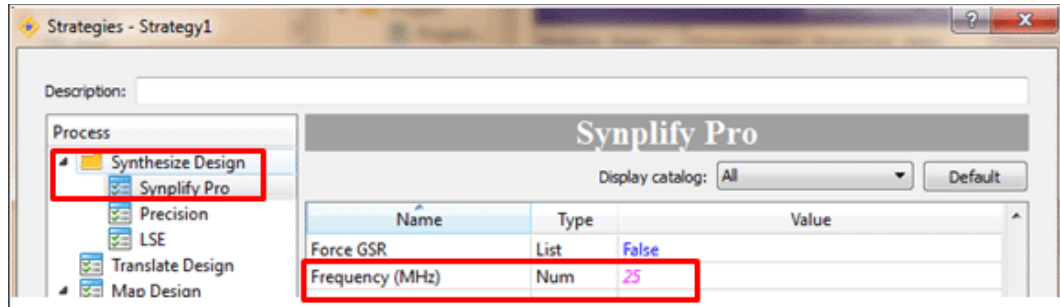 Strategies - Strategy1
Description:
Process
Synthesize Design
Synplify Pro
Precision
LSE
Translate Design
Map Design
Synplify Pro
Display catalog: All Default
Name Type Value
Force GSR List False
Frequency (MHz) Num 25